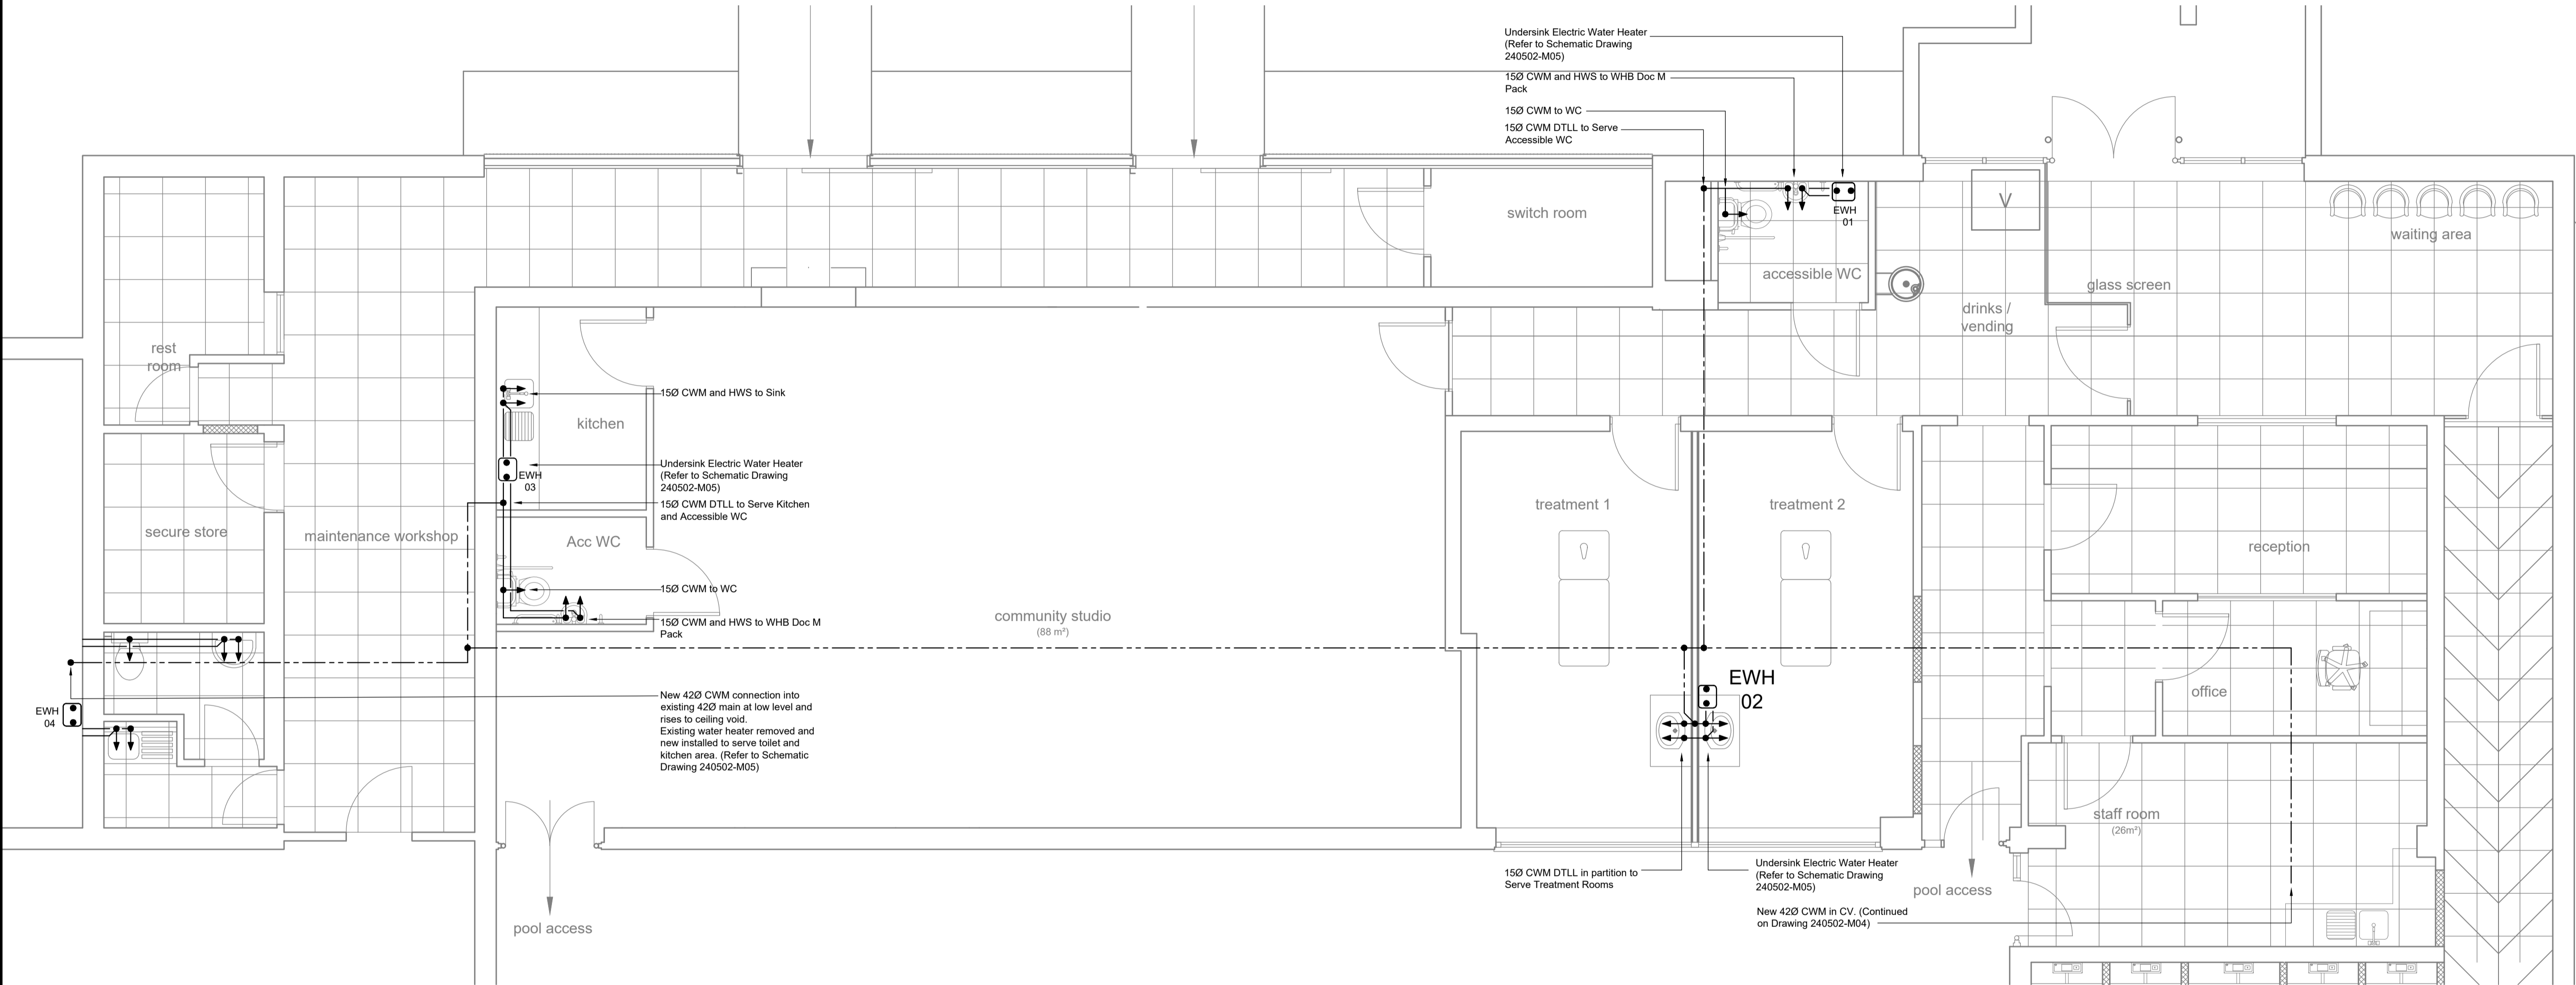 Undersink Electric Water Heater
(Refer to Schematic Drawing
240502-M05)
15Ø CWM and HWS to WHB Doc M
Pack
15Ø CWM to WC
15Ø CWM DTLL to Serve
Accessible WC
switch room
EWH
01
accessible WC
V
waiting area
glass screen
drinks /
vending
rest
room
15Ø CWM and HWS to Sink
kitchen
Undersink Electric Water Heater
(Refer to Schematic Drawing
240502-M05)
EWH
03
15Ø CWM DTLL to Serve Kitchen
and Accessible WC
secure store
maintenance workshop
Acc WC
15Ø CWM to WC
15Ø CWM and HWS to WHB Doc M
Pack
community studio
(88 m²)
treatment 1
treatment 2
reception
office
EWH
02
EWH
04
New 42Ø CWM connection into
existing 42Ø main at low level and
rises to ceiling void.
Existing water heater removed and
new installed to serve toilet and
kitchen area. (Refer to Schematic
Drawing 240502-M05)
staff room
(26m²)
15Ø CWM DTLL in partition to
Serve Treatment Rooms
Undersink Electric Water Heater
(Refer to Schematic Drawing
240502-M05)
pool access
New 42Ø CWM in CV. (Continued
on Drawing 240502-M04)
pool access